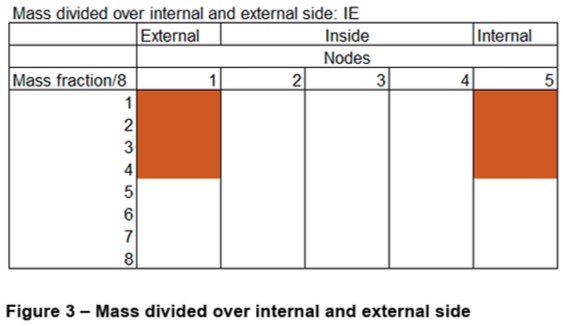 Mass divided over internal and external side: IE
External Inside Internal
Nodes
Mass fraction/8 1 2 3 4 5
1
2
3
4
5
6
7
8
Figure 3 – Mass divided over internal and external side